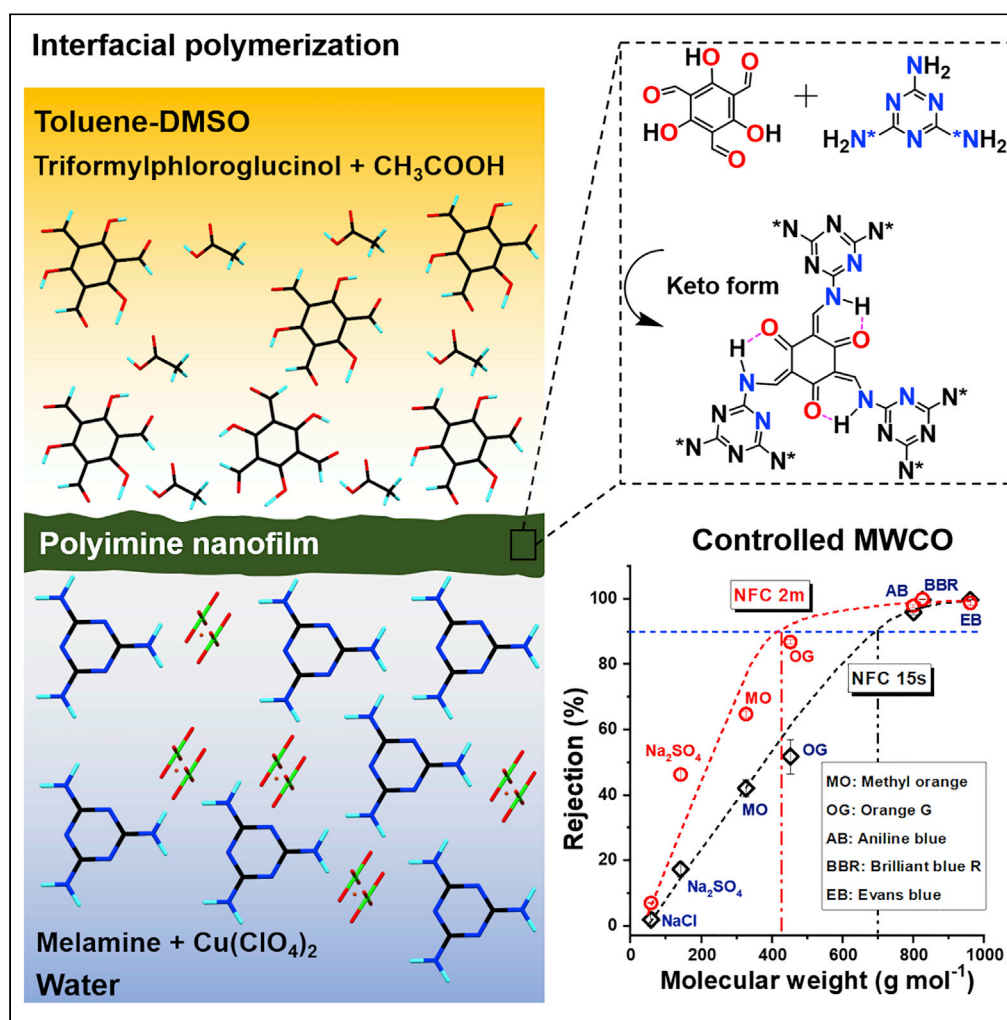 Interfacial polymerization
Toluene-DMSO
Triformylphloroglucinol + CH₃COOH
Polyimine nanofilm
Melamine + Cu(ClO₄)₂
Water
HO
O
OH
OH
O
O
+
NH₂
N
N
N
H₂N*
*NH₂
Keto form
N*
N*
N
N
N
N
H
O
O
H
N
O
H
N
N
N
N
N*
N*
N
N
N
N*
N*
Controlled MWCO
NFC 2m
AB
BBR
EB
OG
NFC 15s
MO
Na₂SO₄
OG
MO
Na₂SO₄
NaCl
MO: Methyl orange
OG: Orange G
AB: Aniline blue
BBR: Brilliant blue R
EB: Evans blue
Rejection (%)
100
80
60
40
20
0
0 200 400 600 800 1000
Molecular weight (g mol⁻¹)